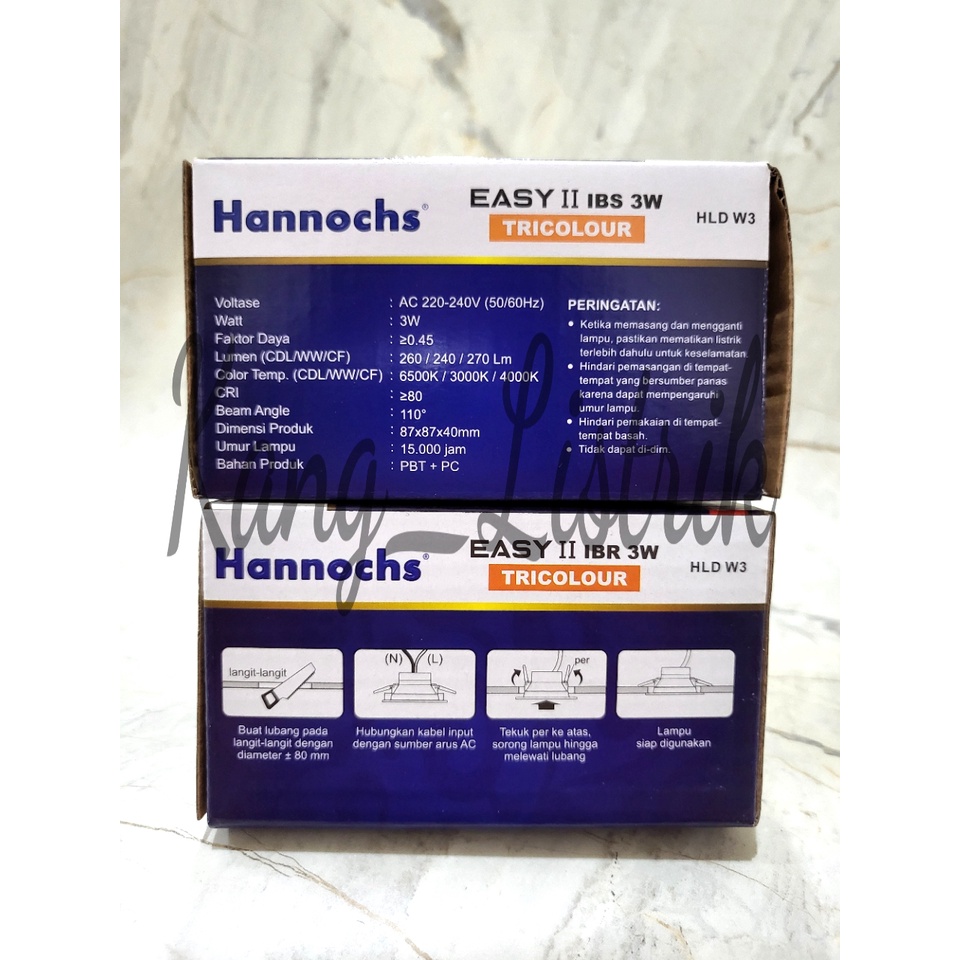 Hannochs®
EASY II IBS 3W
TRICOLOUR
HLD W3
Voltase : AC 220-240V (50/60Hz)
Watt : 3W
Faktor Daya : ≥0.45
Lumen (CDL/WW/CF) : 260 / 240 / 270 Lm
Color Temp. (CDL/WW/CF) : 6500K / 3000K / 4000K
CRI : ≥80
Beam Angle : 110°
Dimensi Produk : 87x87x40mm
Umur Lampu : 15.000 jam
Bahan Produk : PBT + PC
PERINGATAN:
• Ketika memasang dan mengganti
lampu, pastikan mematikan listrik
terlebih dahulu untuk keselamatan.
• Hindari pemasangan di tempat-
tempat yang bersumber panas
karena dapat mempengaruhi
umur lampu.
• Hindari pemakaian di tempat-
tempat basah.
• Tidak dapat di-dim.
Kang_Listrik
Hannochs®
EASY II IBR 3W
TRICOLOUR
HLD W3
langit-langit
(N) (L)
per
Buat lubang pada
langit-langit dengan
diameter ± 80 mm
Hubungkan kabel input
dengan sumber arus AC
Tekuk per ke atas,
sorong lampu hingga
melewati lubang
Lampu
siap digunakan